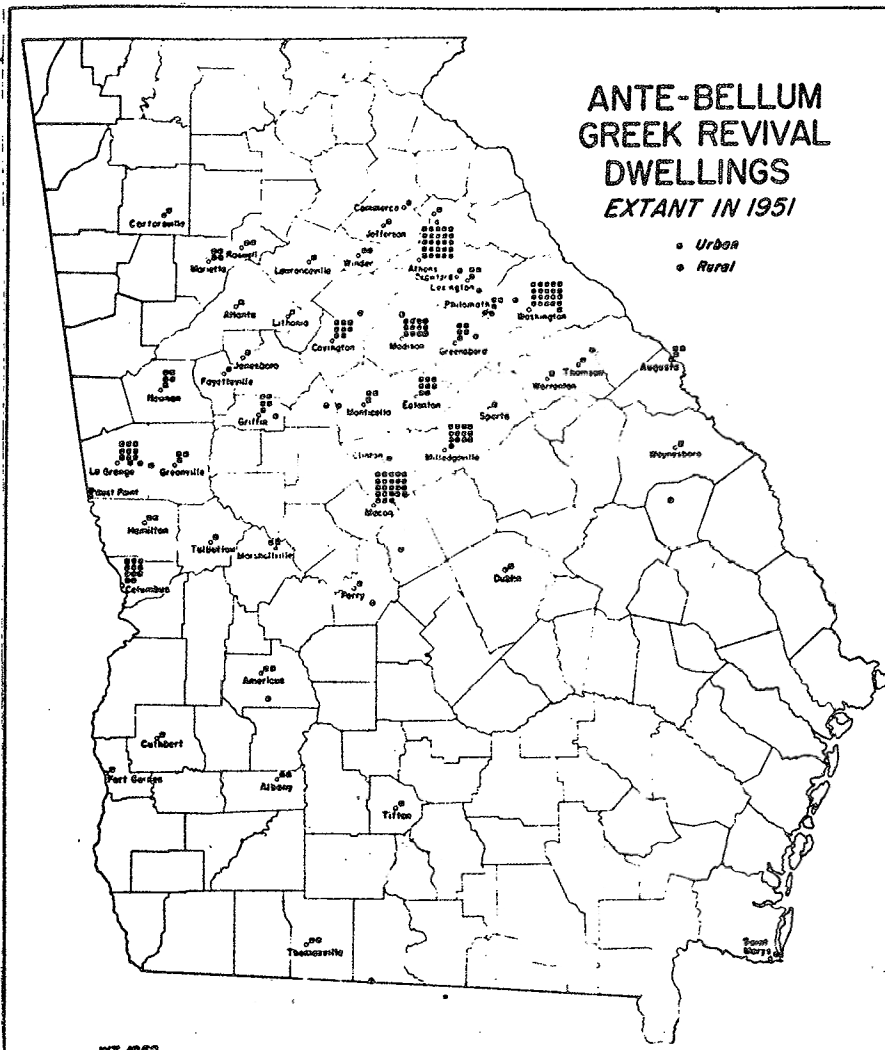 ANTE-BELLUM
GREEK REVIVAL
DWELLINGS
EXTANT IN 1951
Urban
Rural
Commerce
Jefferson
Cartersville
Roswell
Marietta
Lawrenceville
Winder
Athens
Lexington
Philomath
Washington
Atlanta
Lithonia
Covington
Madison
Greensboro
Jonesboro
Fayetteville
Newnan
Thomson
Augusta
Warrenton
Griffin
Monticello
Eatonton
Sparta
Clinton
Milledgeville
Waynesboro
La Grange
Greenville
West Point
Macon
Hamilton
Talbotton
Marshallville
Columbus
Perry
Dublin
Americus
Cuthbert
Fort Gaines
Albany
Tifton
Thomasville
Saint
Marys